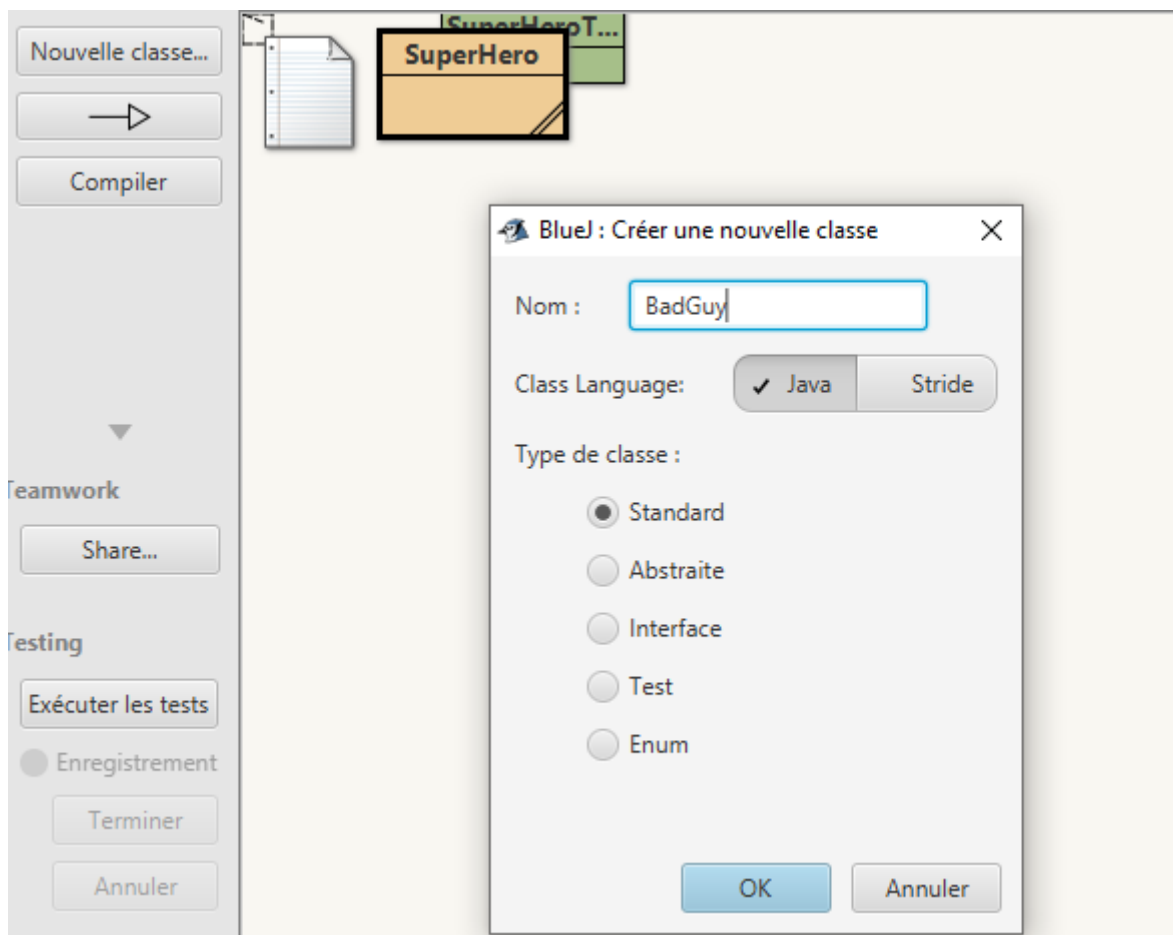 Nouvelle classe...
Compiler
Teamwork
Share...
Testing
Exécuter les tests
Enregistrement
Terminer
Annuler
SuperHeroT...
SuperHero
BlueJ : Créer une nouvelle classe
Nom :
BadGuy
Class Language:
Java
Stride
Type de classe :
Standard
Abstraite
Interface
Test
Enum
OK
Annuler